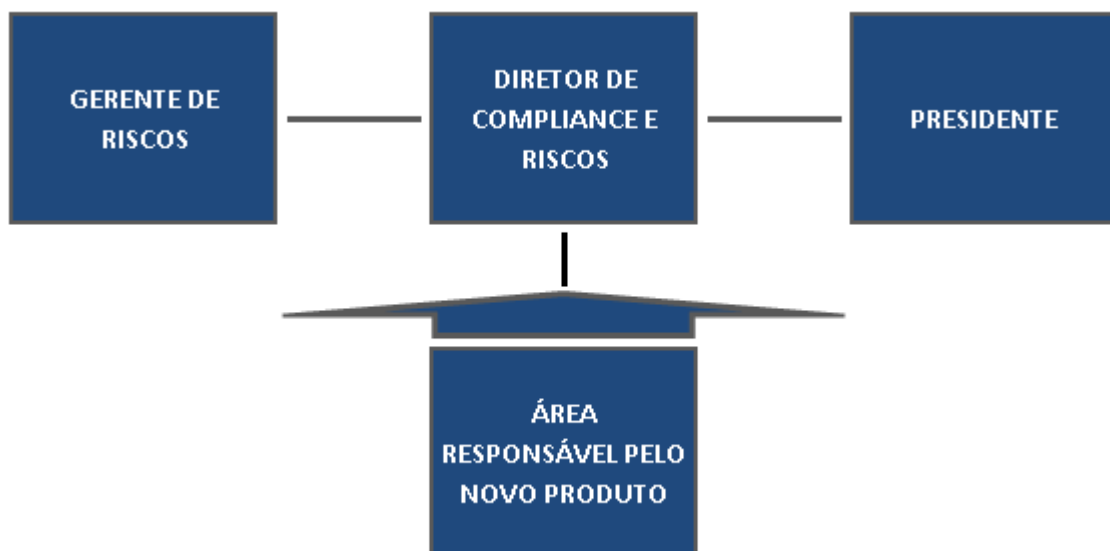 GERENTE DE
RISCOS
DIRETOR DE
COMPLIANCE E
RISCOS
PRESIDENTE
ÁREA
RESPONSÁVEL PELO
NOVO PRODUTO